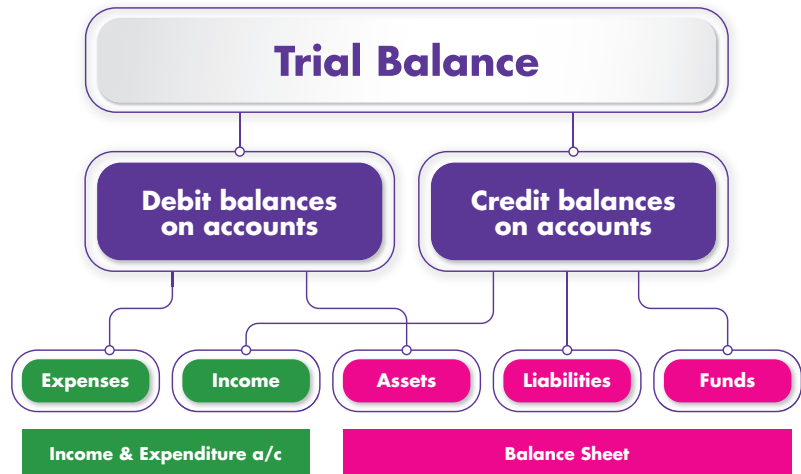 Trial Balance
Debit balances
on accounts
Credit balances
on accounts
Expenses
Income
Assets
Liabilities
Funds
Income & Expenditure a/c
Balance Sheet